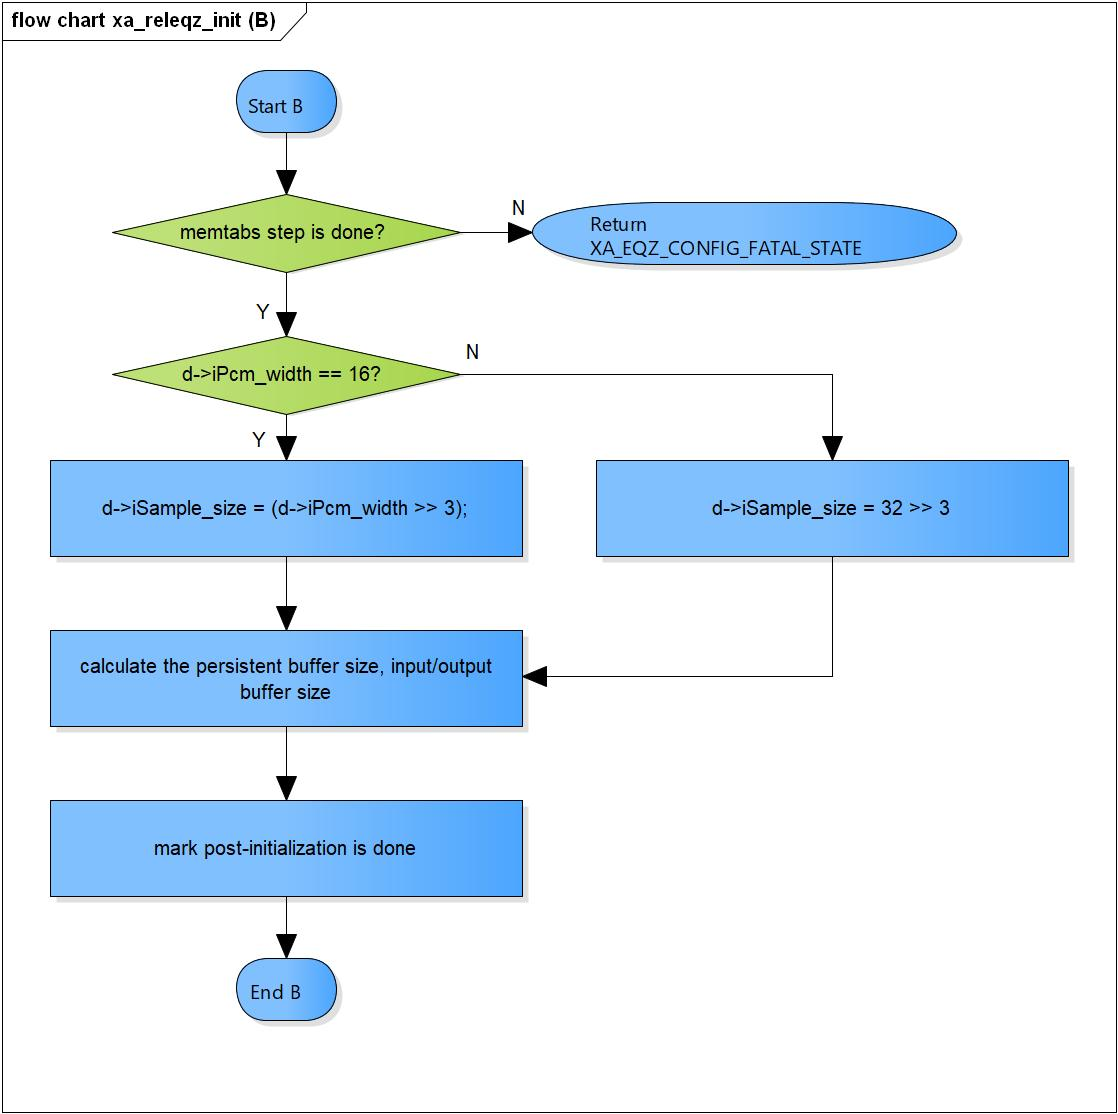 flow chart xa_releqz_init (B)
Start B
memtabs step is done?
N
Return
XA_EQZ_CONFIG_FATAL_STATE
Y
d->iPcm_width == 16?
N
Y
d->iSample_size = (d->iPcm_width >> 3);
d->iSample_size = 32 >> 3
calculate the persistent buffer size, input/output
buffer size
mark post-initialization is done
End B